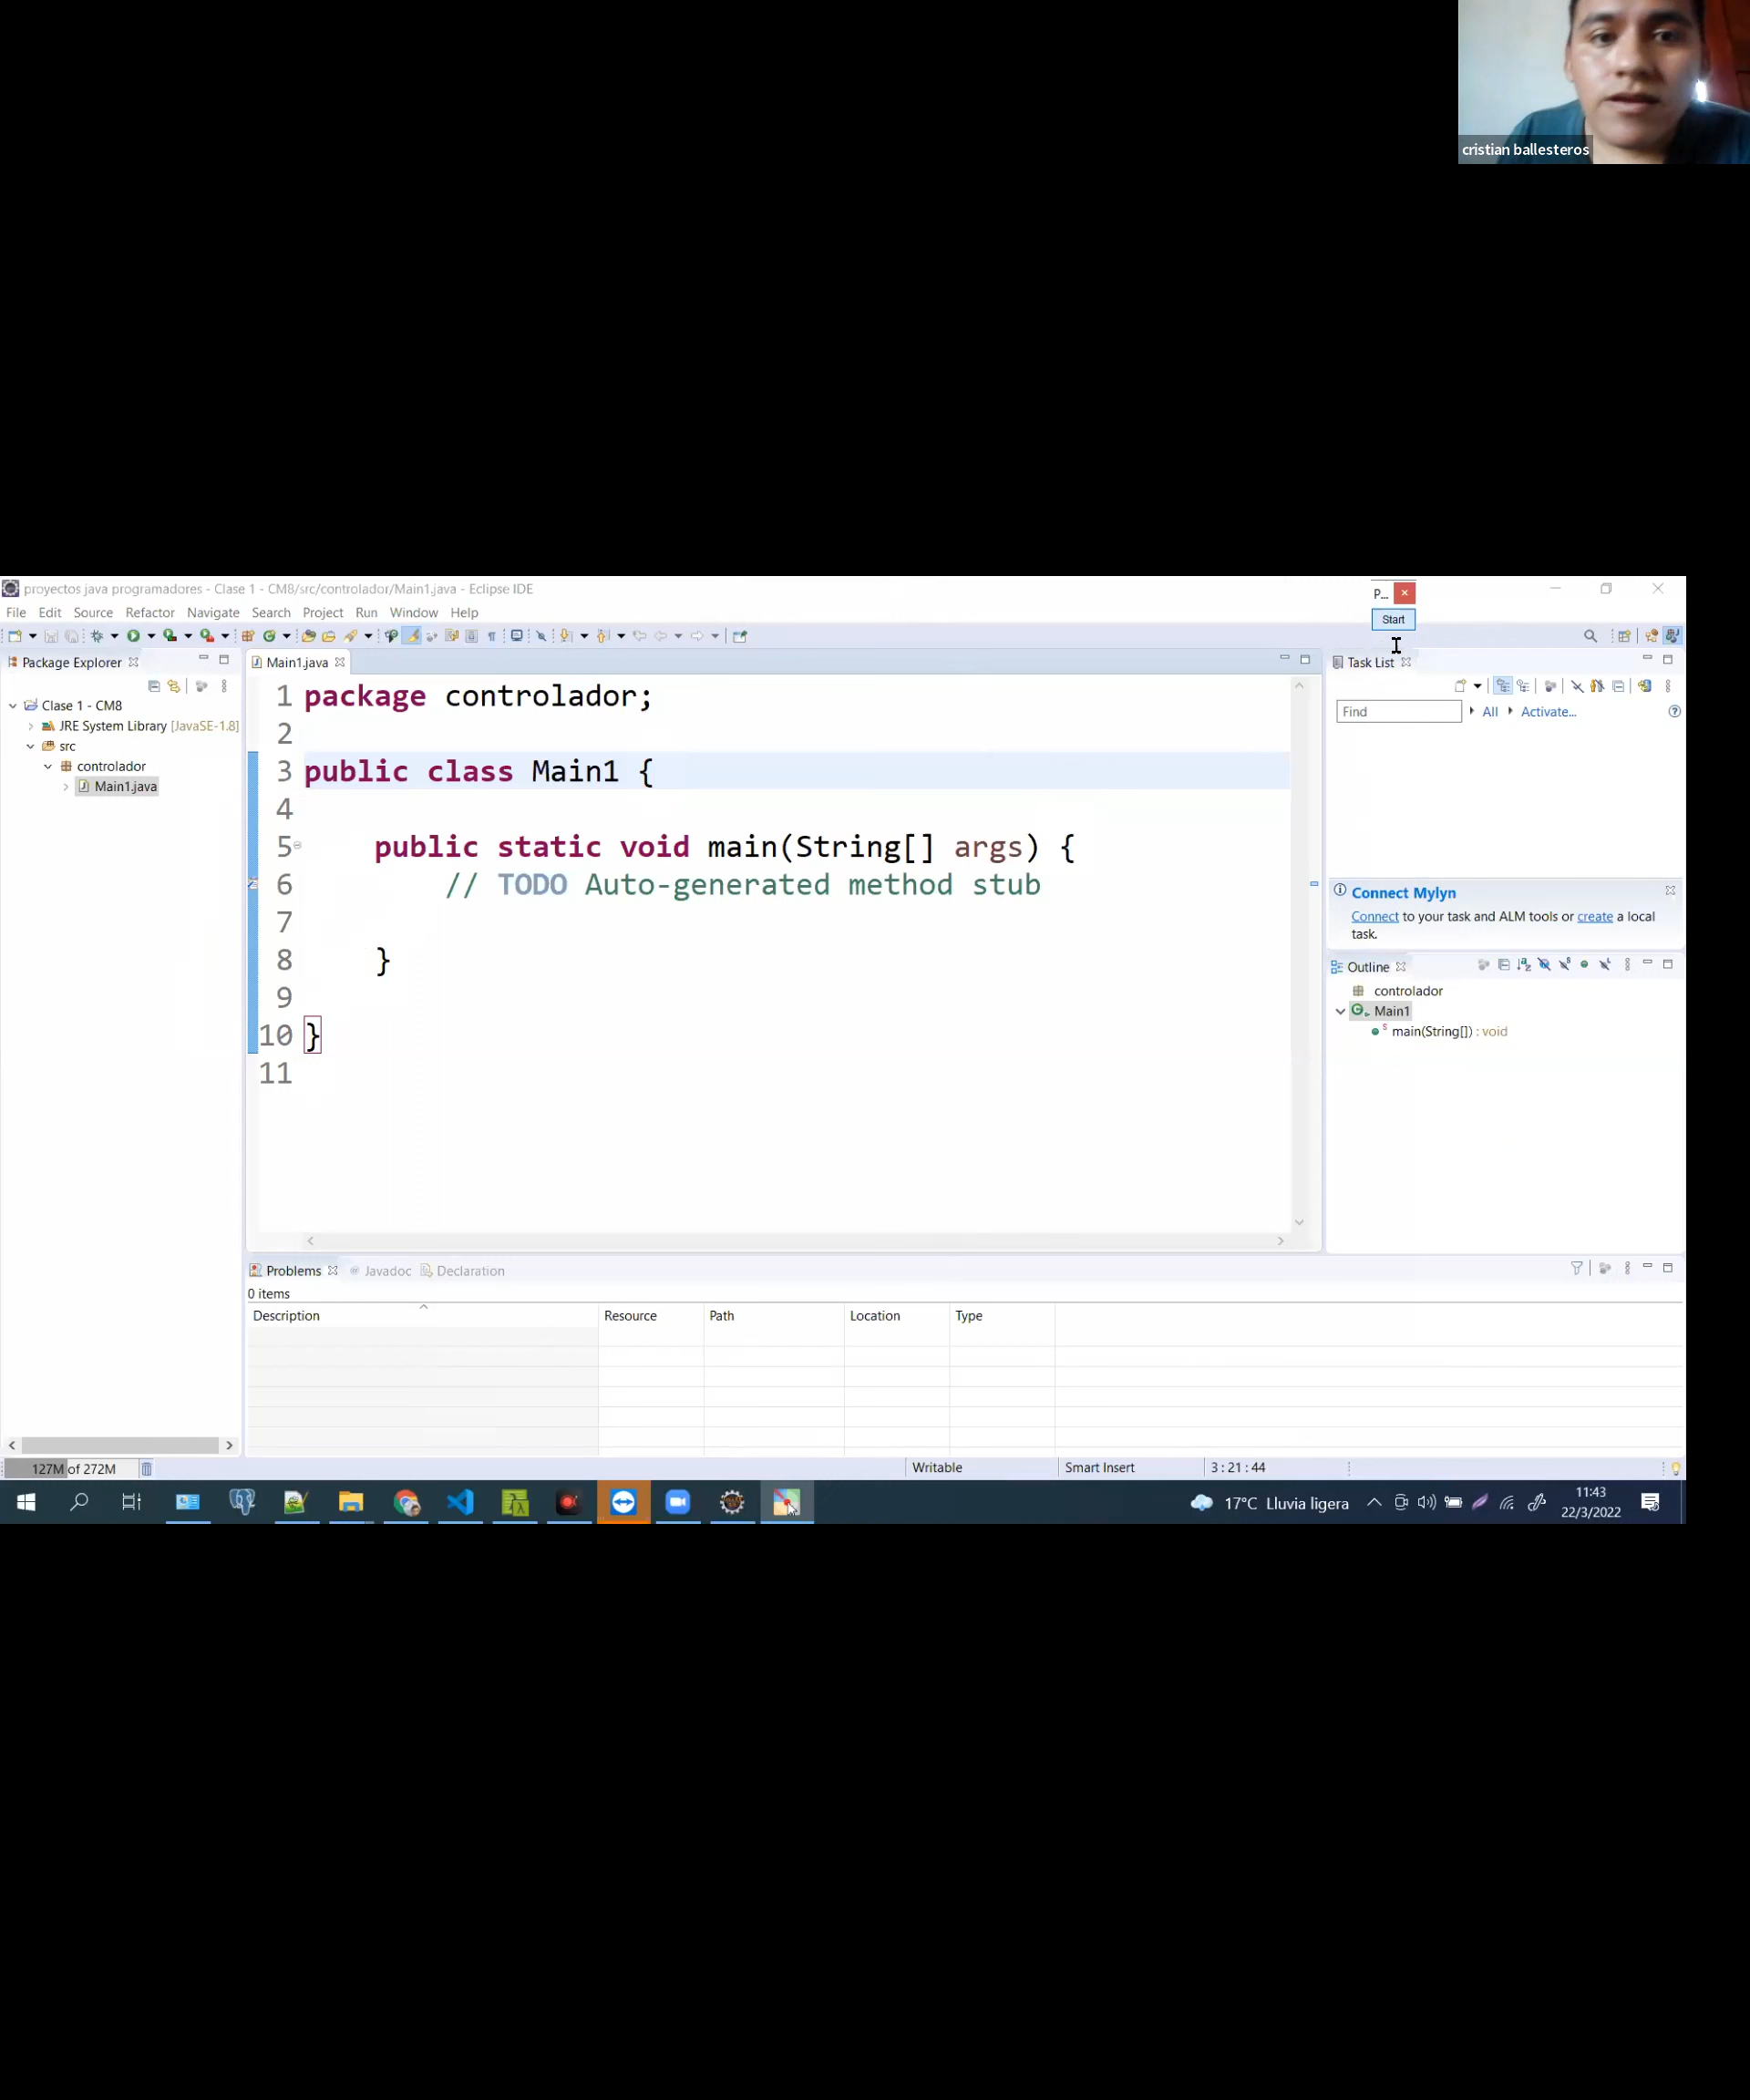 cristian ballesteros
proyectos java programadores - Clase 1 - CM8/src/controlador/Main1.java - Eclipse IDE
P...
File Edit Source Refactor Navigate Search Project Run Window Help
Start
Package Explorer
Main1.java
Task List
Clase 1 - CM8
JRE System Library [JavaSE-1.8]
src
controlador
Main1.java
1 package controlador;
2
3 public class Main1 {
4
5 public static void main(String[] args) {
6 // TODO Auto-generated method stub
7
8 }
9
10 }
11
Find
All
Activate...
Connect Mylyn
Connect to your task and ALM tools or create a local
task.
Outline
controlador
Main1
main(String[]) : void
Problems Javadoc Declaration
0 items
Description Resource Path Location Type
127M of 272M
Writable Smart Insert 3 : 21 : 44
17°C Lluvia ligera
11:43
22/3/2022